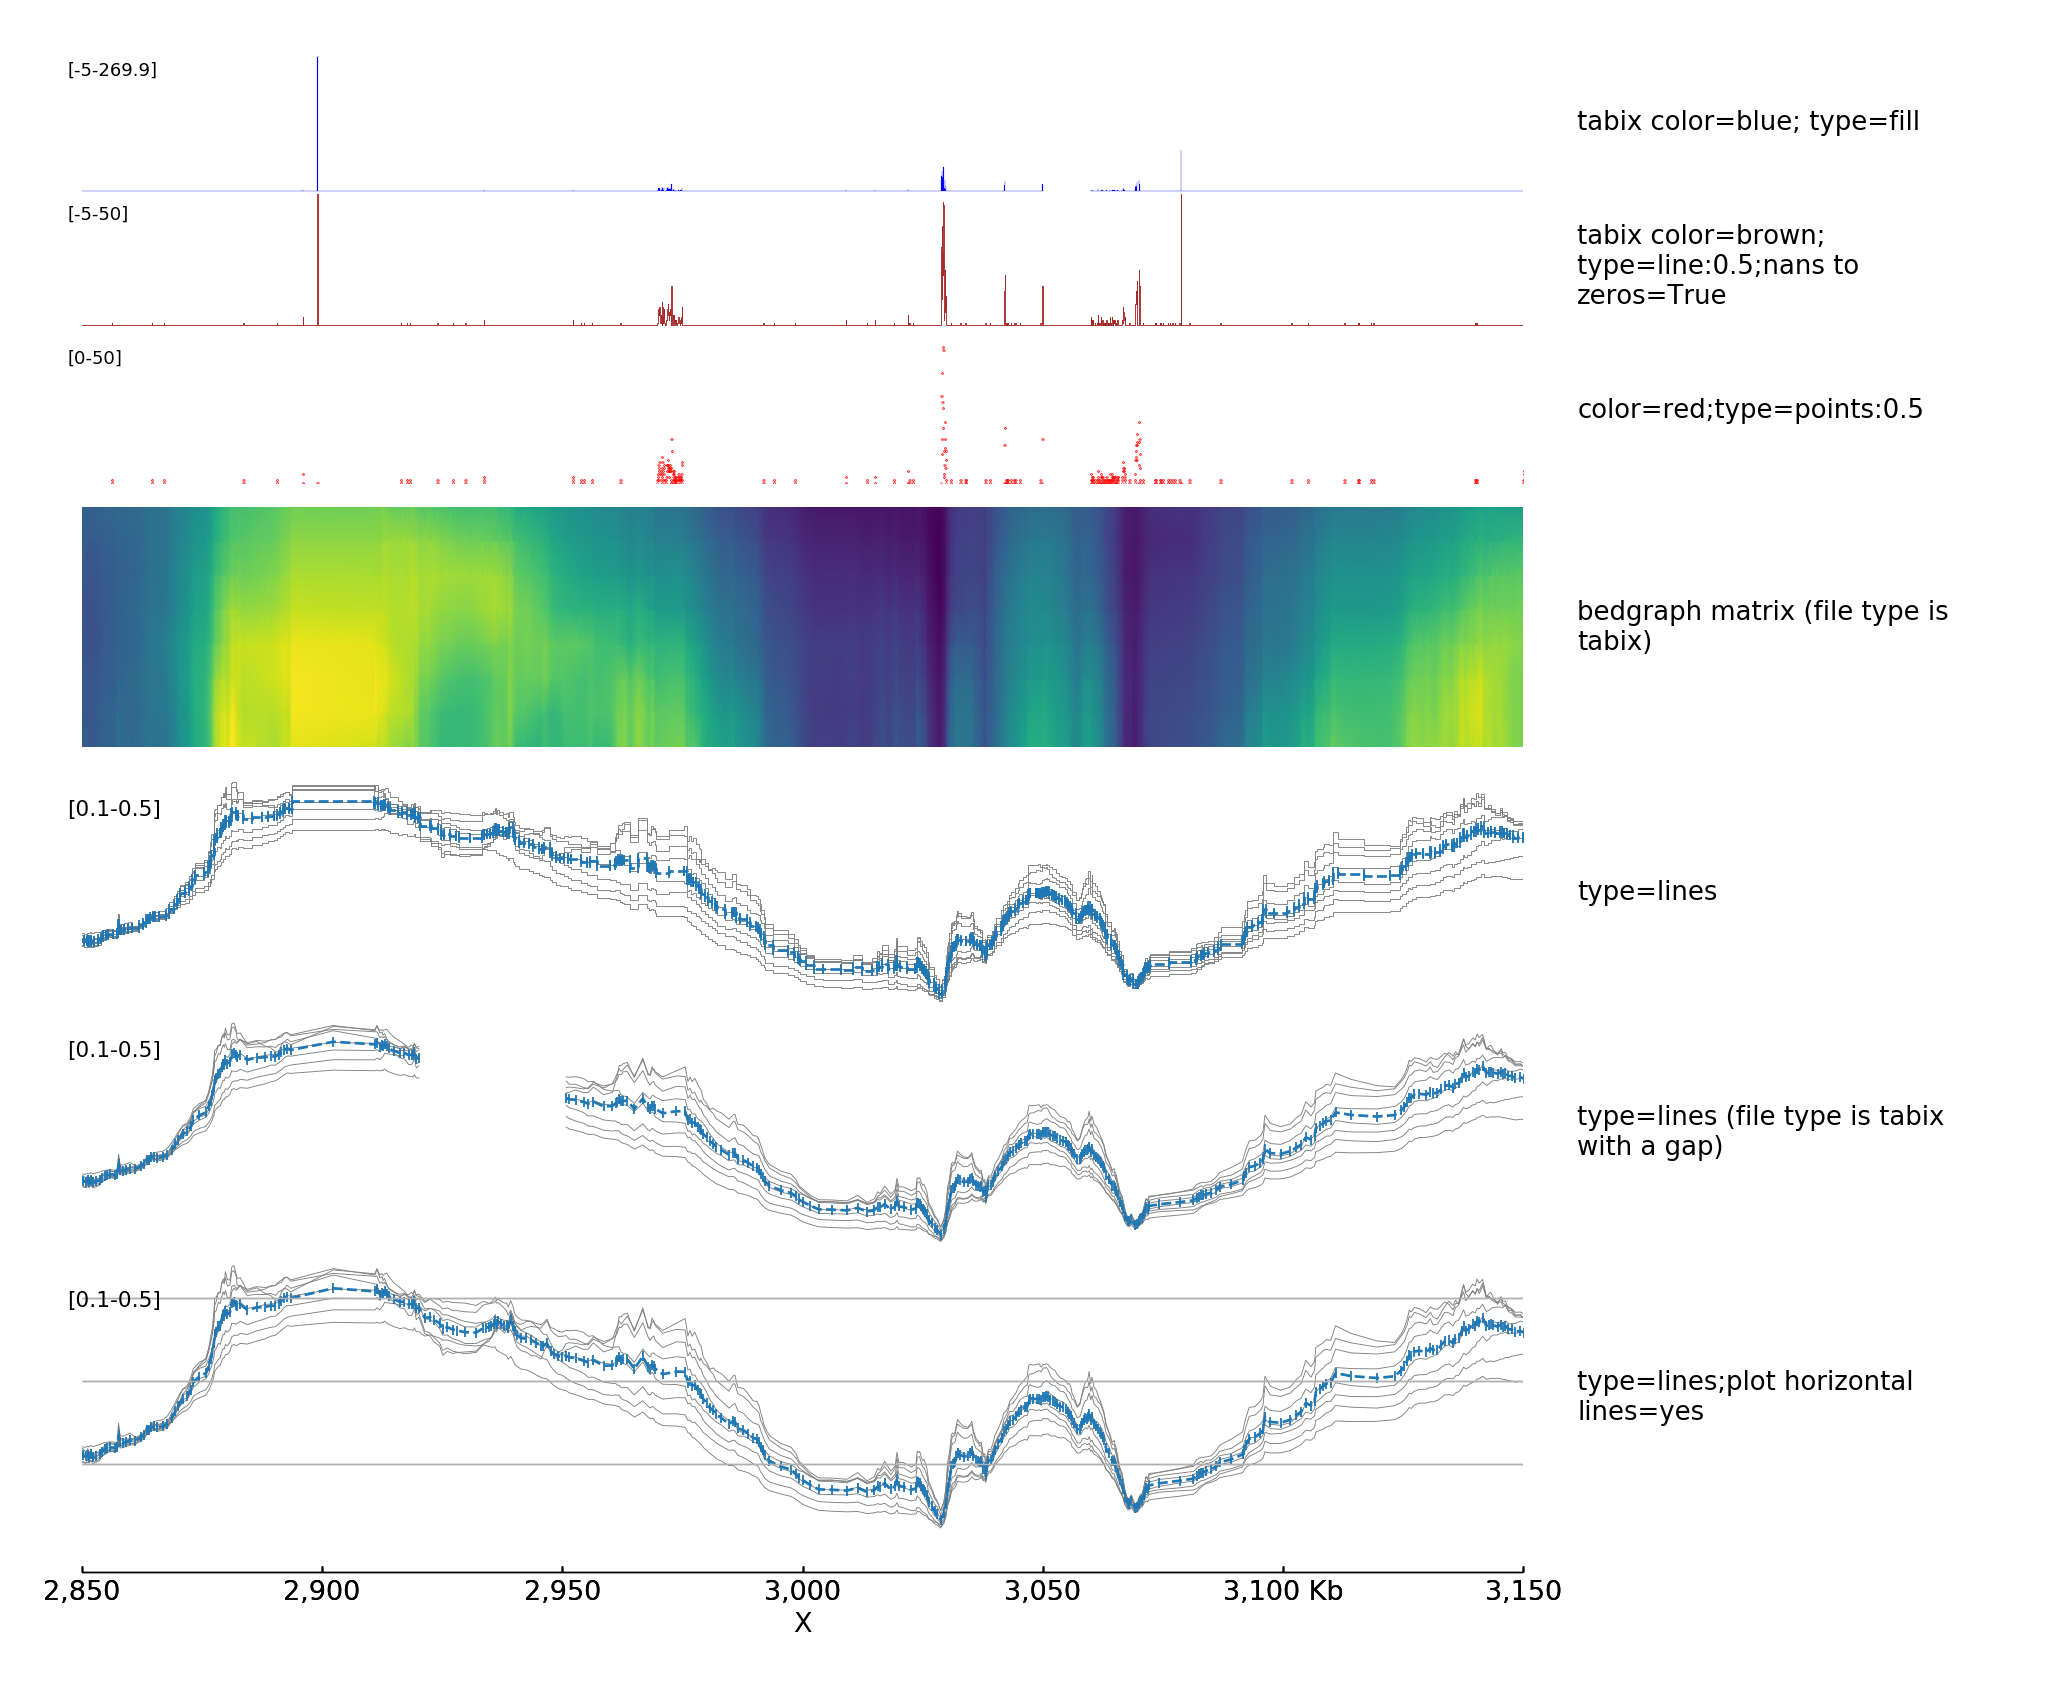 [-5-269.9]
tabix color=blue; type=fill
[-5-50]
tabix color=brown;
type=line:0.5;nans to
zeros=True
[0-50]
color=red;type=points:0.5
bedgraph matrix (file type is
tabix)
[0.1-0.5]
type=lines
[0.1-0.5]
type=lines (file type is tabix
with a gap)
[0.1-0.5]
type=lines;plot horizontal
lines=yes
2,850 2,900 2,950 3,000 3,050 3,100 Kb 3,150
X